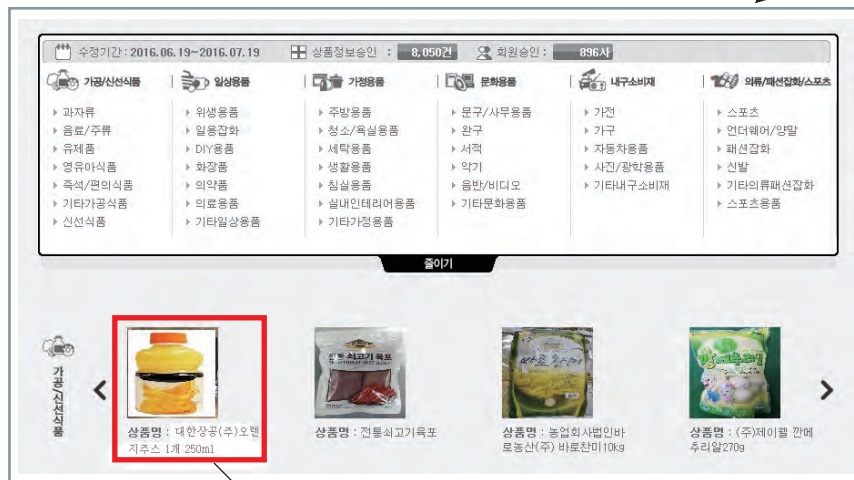 수정기간 : 2016.06.19~2016.07.19 상품정보승인 : 8,050건 회원승인 : 896사
가공/신선식품 일상용품 가정용품 문화용품 내구소비재 의류/패션잡화/스포츠
과자류 위생용품 주방용품 문구/사무용품 가전 스포츠
음료/주류 일용잡화 청소/욕실용품 완구 가구 언더웨어/양말
유제품 DIY용품 세탁용품 서적 자동차용품 패션잡화
영유아식품 화장품 생활용품 악기 사진/광학용품 신발
즉석/편의식품 의약품 침실용품 음반/비디오 기타내구소비재 기타의류패션잡화
기타가공식품 의료용품 실내인테리어용품 기타문화용품 스포츠용품
신선식품 기타일상용품 기타가정용품
줄이기
가공/신선식품
전통 쇠고기 육포
바로 찬미
상품명 : 대한상공(주)오렌
지주스 1개 250ml
상품명 : 전통쇠고기육포
상품명 : 농업회사법인바
로농산(주) 바로찬미10kg
상품명 : (주)제이웰 깐메
추리알270g